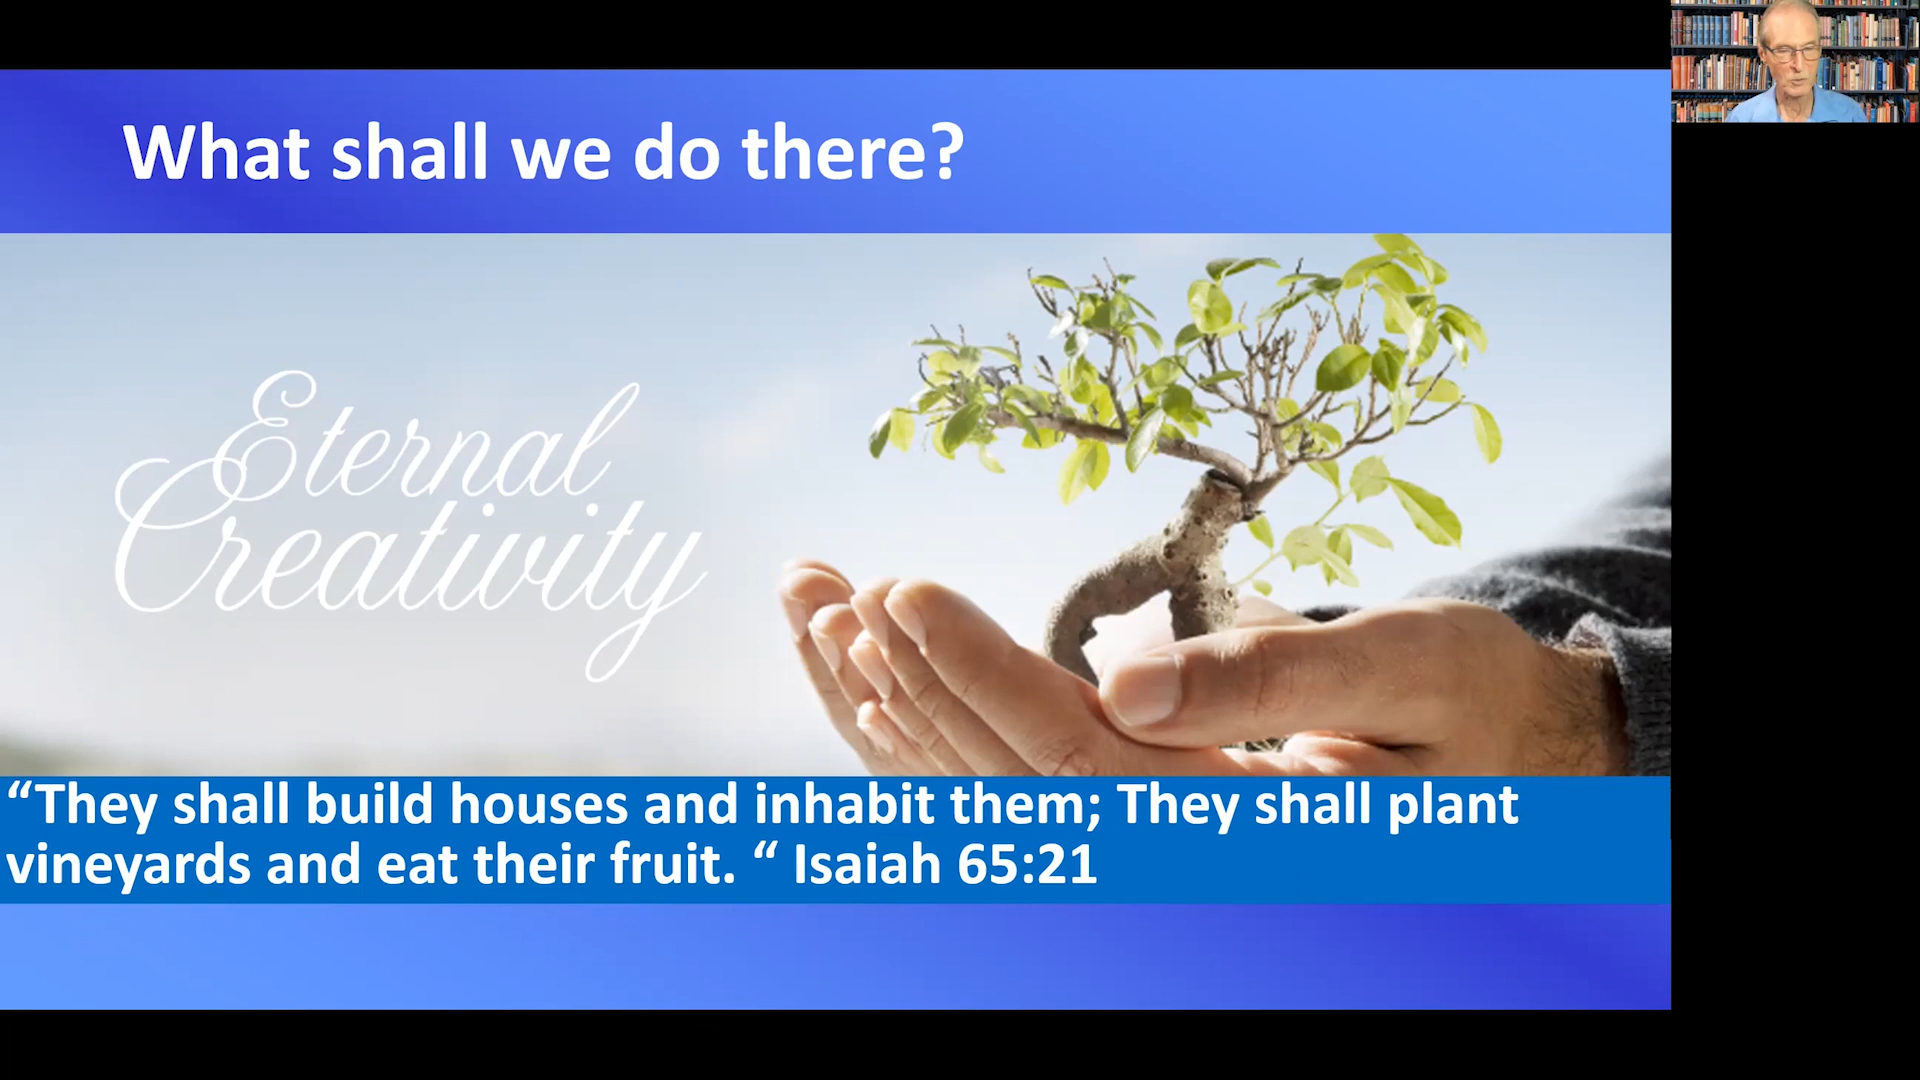 What shall we do there?
Eternal
Creativity
“They shall build houses and inhabit them; They shall plant
vineyards and eat their fruit. “ Isaiah 65:21